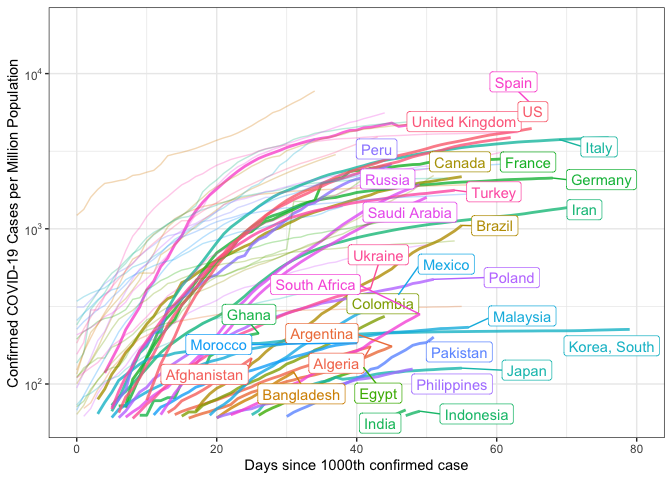 Confirmed COVID-19 Cases per Million Population
10⁴
10³
10²
Spain
US
United Kingdom
Peru
Italy
Canada
France
Russia
Germany
Turkey
Saudi Arabia
Iran
Brazil
Ukraine
Mexico
Poland
South Africa
Colombia
Ghana
Malaysia
Argentina
Morocco
Korea, South
Pakistan
Algeria
Afghanistan
Japan
Philippines
Bangladesh
Egypt
India
Indonesia
0
20
40
60
80
Days since 1000th confirmed case